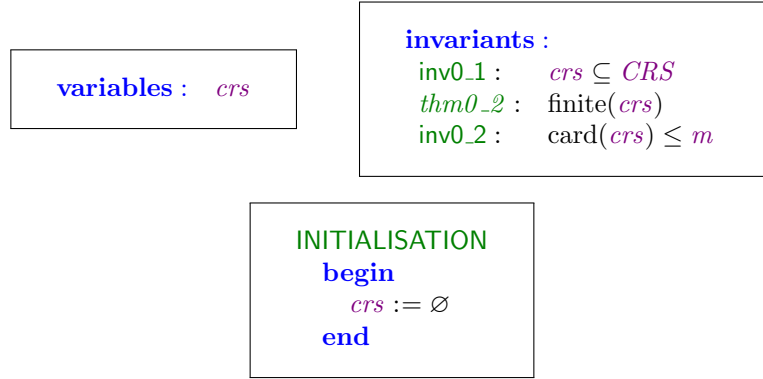 variables : crs
invariants :
inv0_1 : crs ⊆ CRS
thm0_2 : finite(crs)
inv0_2 : card(crs) ≤ m
INITIALISATION
begin
crs := ∅
end